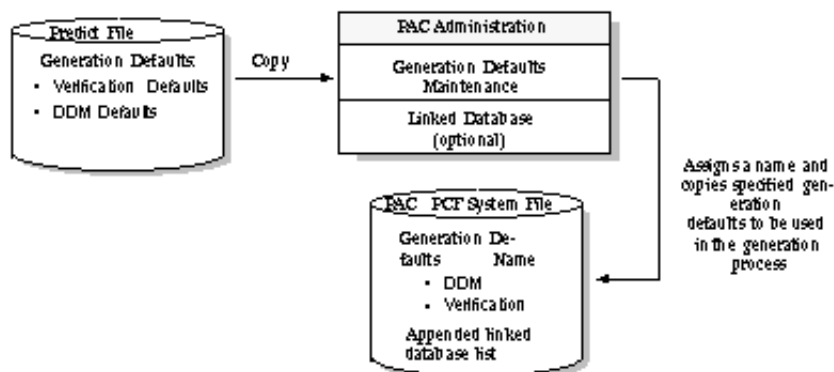 Predict File
Generation Defaults:
• Verification Defaults
• DDM Defaults
Copy
PAC Administration
Generation Defaults
Maintenance
Linked Database
(optional)
Assigns a name and
copies specified gen-
eration
defaults to be used
in the generation
process
PAC PCF System File
Generation De-
faults Name
• DDM
• Verification
Appended linked
database list